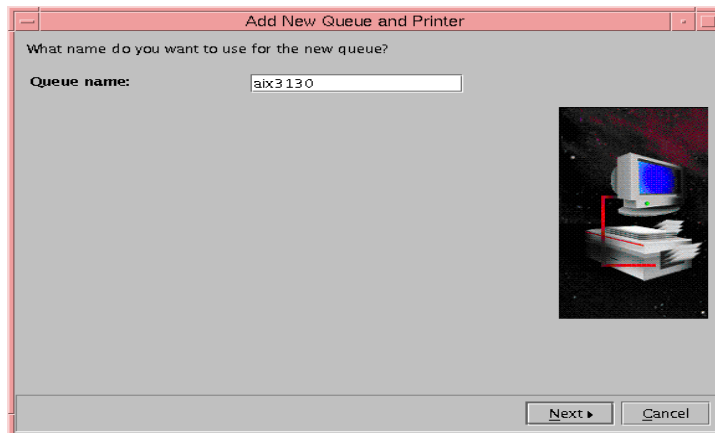 Add New Queue and Printer
What name do you want to use for the new queue?
Queue name: aix3130
Next Cancel